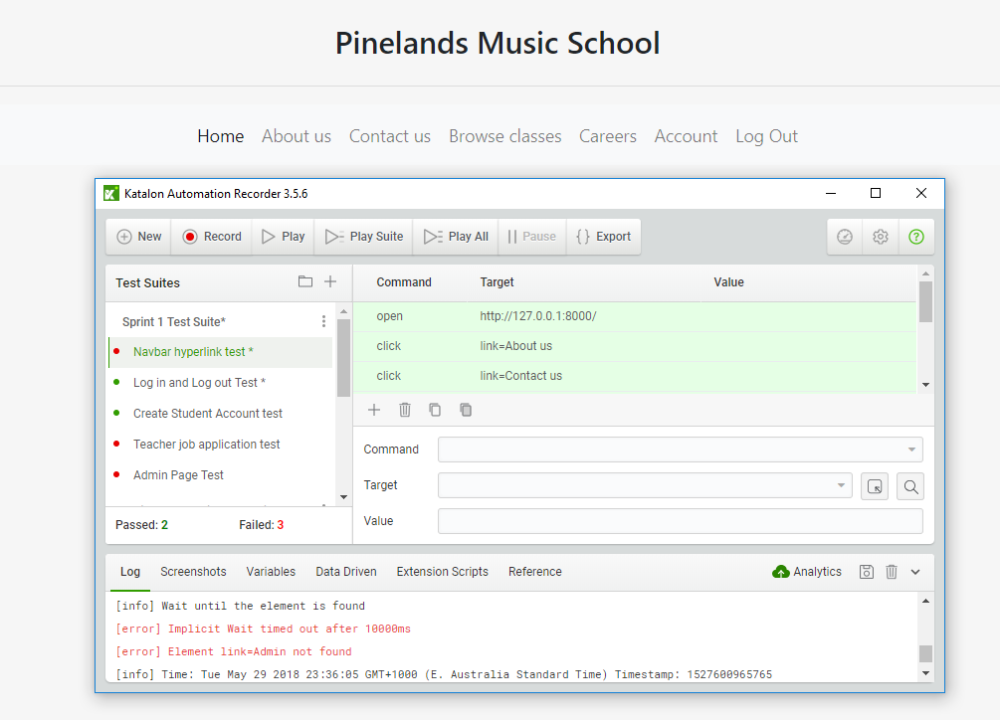 Pinelands Music School
Home About us Contact us Browse classes Careers Account Log Out
Katalon Automation Recorder 3.5.6
New Record Play Play Suite Play All Pause Export
Test Suites
Sprint 1 Test Suite*
Navbar hyperlink test *
Log in and Log out Test *
Create Student Account test
Teacher job application test
Admin Page Test
Passed: 2 Failed: 3
Command Target Value
open http://127.0.0.1:8000/
click link=About us
click link=Contact us
Command
Target
Value
Log Screenshots Variables Data Driven Extension Scripts Reference Analytics
[info] Wait until the element is found
[error] Implicit Wait timed out after 10000ms
[error] Element link=Admin not found
[info] Time: Tue May 29 2018 23:36:05 GMT+1000 (E. Australia Standard Time) Timestamp: 1527600965765